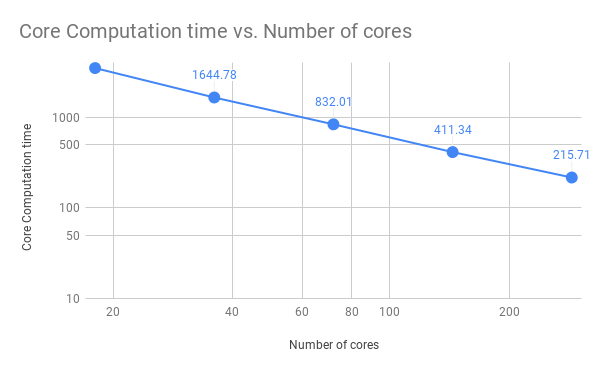 Core Computation time vs. Number of cores
1644.78
832.01
411.34
215.71
1000
500
100
50
10
Core Computation time
20 40 60 80 100 200
Number of cores